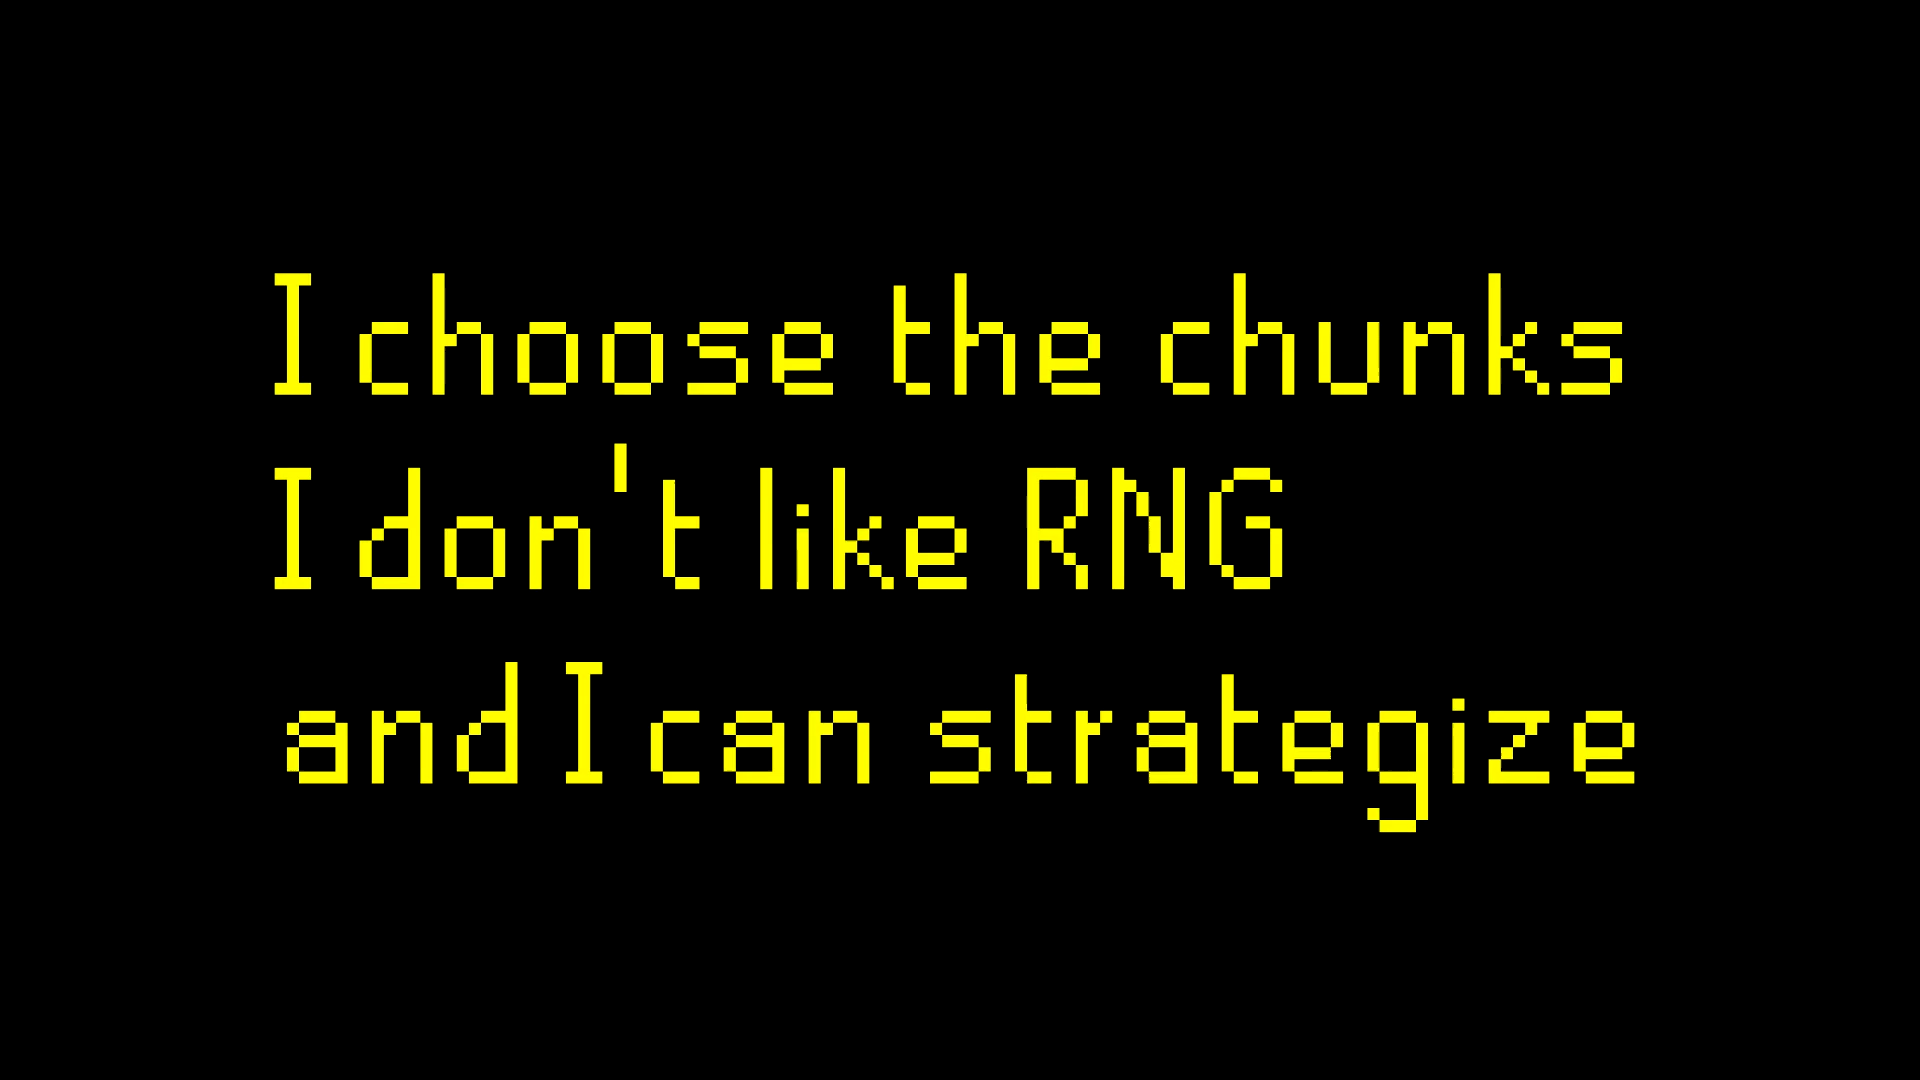 I choose the chunks
I don't like RNG
and I can strategize